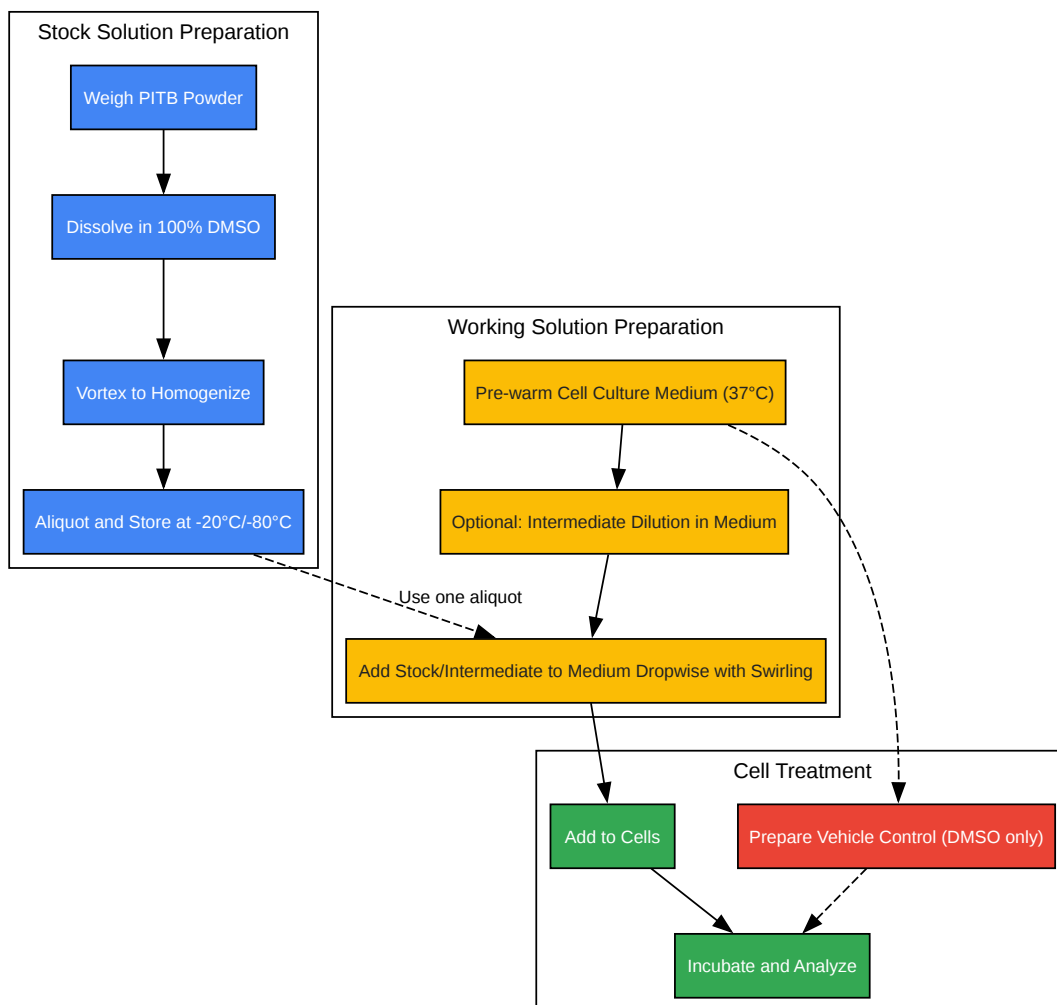 Stock Solution Preparation
Weigh PITB Powder
Dissolve in 100% DMSO
Vortex to Homogenize
Aliquot and Store at -20°C/-80°C
Use one aliquot
Working Solution Preparation
Pre-warm Cell Culture Medium (37°C)
Optional: Intermediate Dilution in Medium
Add Stock/Intermediate to Medium Dropwise with Swirling
Cell Treatment
Add to Cells
Prepare Vehicle Control (DMSO only)
Incubate and Analyze